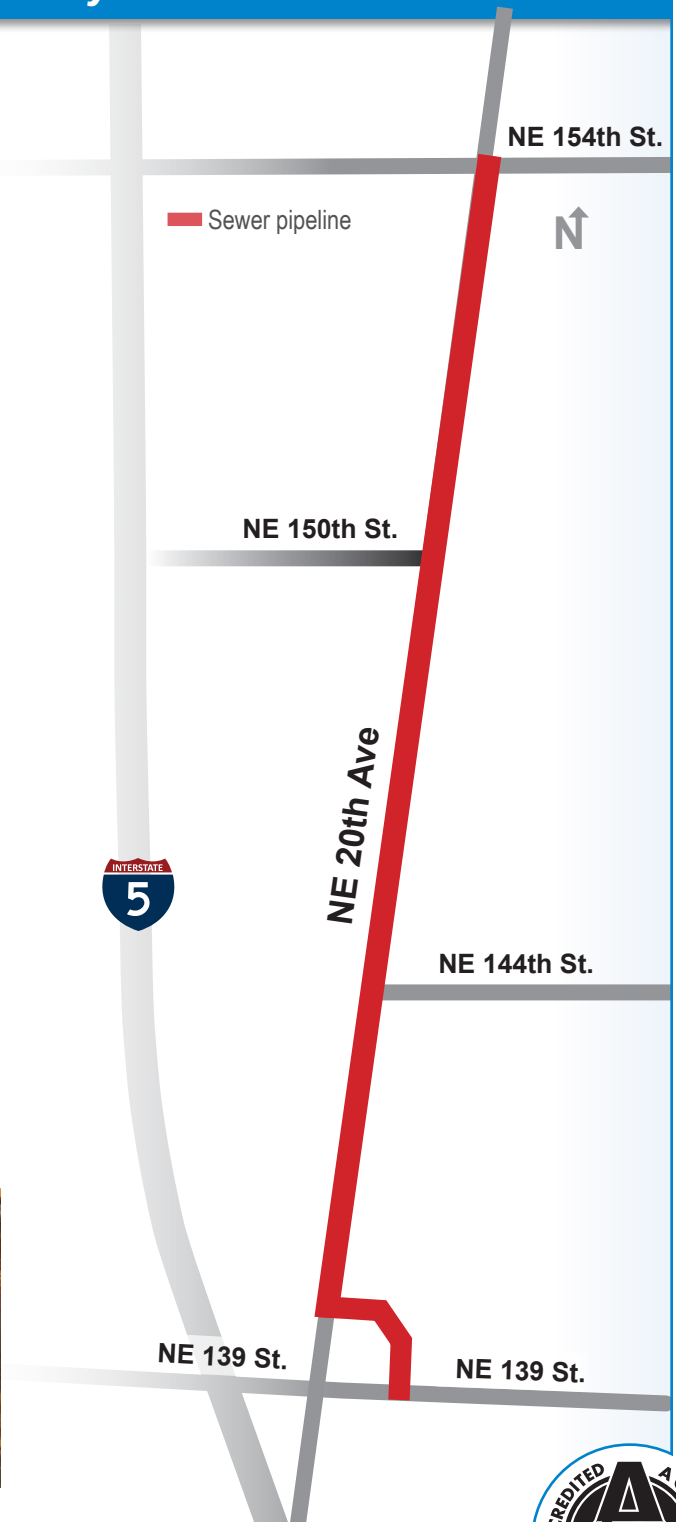 NE 154th St.
Sewer pipeline
N
NE 150th St.
NE 20th Ave
INTERSTATE
5
NE 144th St.
NE 139 St.
NE 139 St.